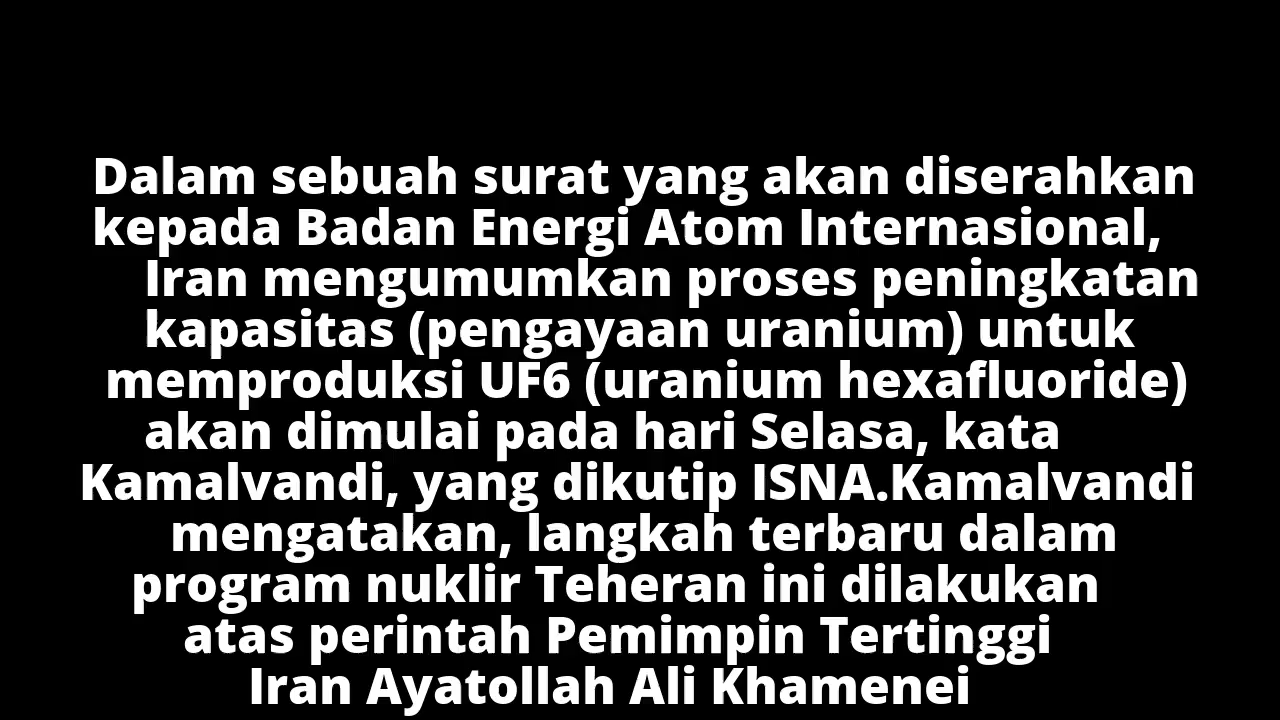 Dalam sebuah surat yang akan diserahkan
kepada Badan Energi Atom Internasional,
Iran mengumumkan proses peningkatan
kapasitas (pengayaan uranium) untuk
memproduksi UF6 (uranium hexafluoride)
akan dimulai pada hari Selasa, kata
Kamalvandi, yang dikutip ISNA.Kamalvandi
mengatakan, langkah terbaru dalam
program nuklir Teheran ini dilakukan
atas perintah Pemimpin Tertinggi
Iran Ayatollah Ali Khamenei